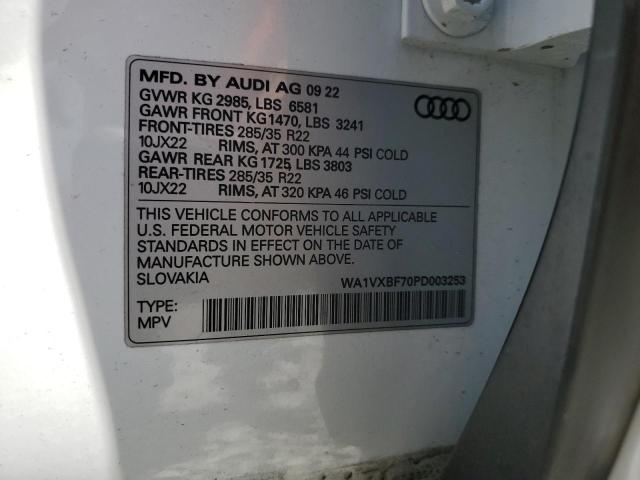 MFD. BY AUDI AG 09 22
GVWR KG 2985, LBS 6581
GAWR FRONT KG1470, LBS 3241
FRONT-TIRES 285/35 R22
10JX22 RIMS, AT 300 KPA 44 PSI COLD
GAWR REAR KG 1725, LBS 3803
REAR-TIRES 285/35 R22
10JX22 RIMS, AT 320 KPA 46 PSI COLD
THIS VEHICLE CONFORMS TO ALL APPLICABLE
U.S. FEDERAL MOTOR VEHICLE SAFETY
STANDARDS IN EFFECT ON THE DATE OF
MANUFACTURE SHOWN ABOVE.
SLOVAKIA WA1VXBF70PD003253
TYPE:
MPV